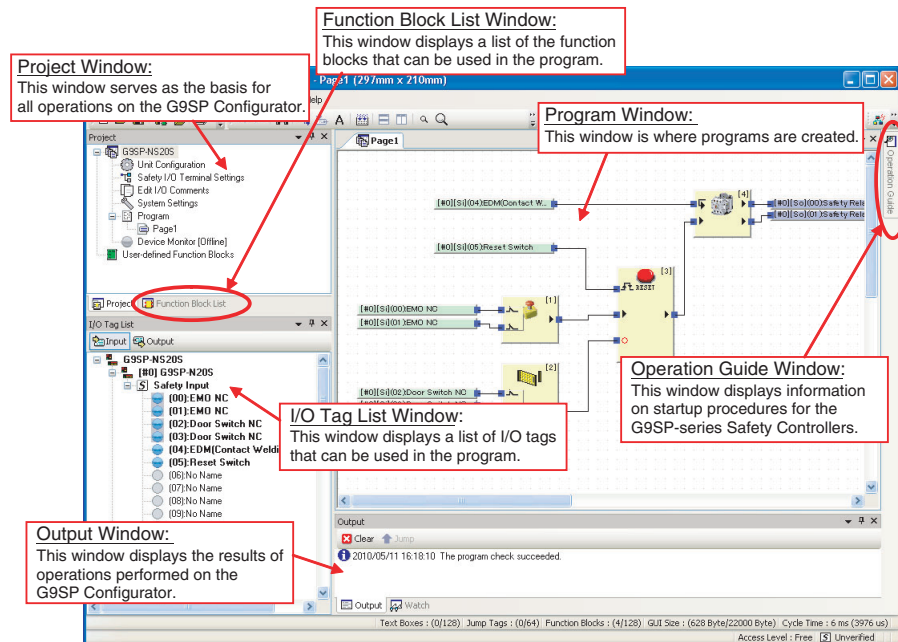 Function Block List Window:
This window displays a list of the function
blocks that can be used in the program.
Project Window:
This window serves as the basis for
all operations on the G9SP Configurator.
- Page1 (297mm x 210mm)
Help
Program Window:
This window is where programs are created.
Project
G9SP-NS20S
Unit Configuration
Safety I/O Terminal Settings
Edit I/O Comments
System Settings
Program
Page1
Device Monitor [Offline]
User-defined Function Blocks
Project
Function Block List
Page1
Operation Guide
[#0][Si](04):EDM(Contact W...
[4]
[#0][So](00):Safety Rela
[#0][So](01):Safety Rela
[#0][Si](05):Reset Switch
[3]
RESET
[#0][Si](00):EMO NC
[#0][Si](01):EMO NC
[1]
[2]
[#0][Si](02):Door Switch NC
I/O Tag List
Input
Output
G9SP-NS20S
[#0] G9SP-N20S
Safety Input
(00):EMO NC
(01):EMO NC
(02):Door Switch NC
(03):Door Switch NC
(04):EDM(Contact Weldi
(05):Reset Switch
(06):No Name
(07):No Name
(08):No Name
(09):No Name
I/O Tag List Window:
This window displays a list of I/O tags
that can be used in the program.
Operation Guide Window:
This window displays information
on startup procedures for the
G9SP-series Safety Controllers.
Output Window:
This window displays the results of
operations performed on the
G9SP Configurator.
Output
Clear
Jump
2010/05/11 16:18:10 The program check succeeded.
Output
Watch
Text Boxes : (0/128) Jump Tags : (0/64) Function Blocks : (4/128) GUI Size : (628 Byte/22000 Byte) Cycle Time : 6 ms (3976 us)
Access Level : Free
S Unverified